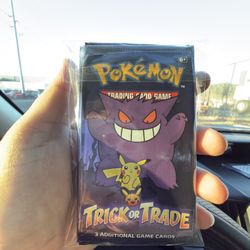 POKéMON
TRADING CARD GAME
TRICK OR TRADE
3 ADDITIONAL GAME CARDS